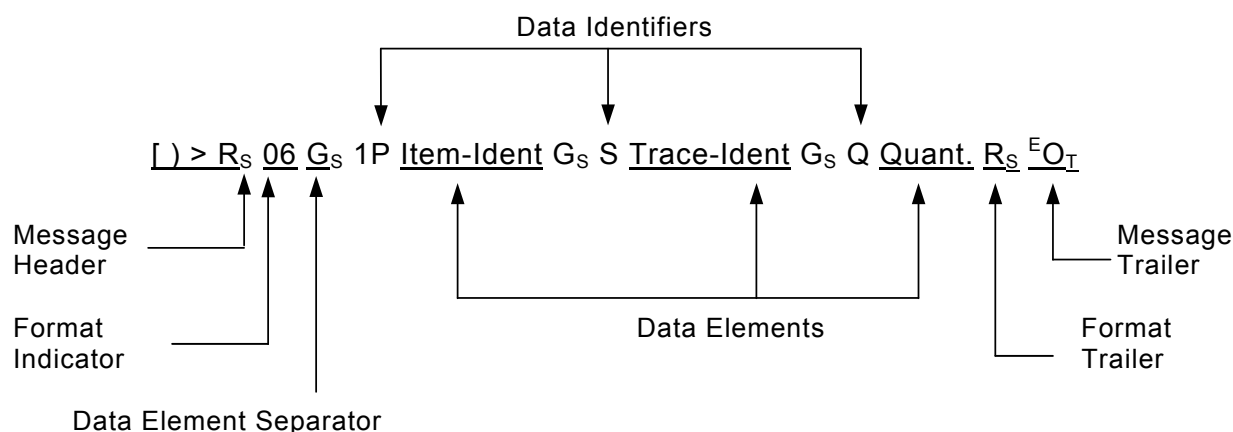 Data Identifiers
[ ) > RS 06 GS 1P Item-Ident GS S Trace-Ident GS Q Quant. RS EOT
Message
Header
Message
Trailer
Format
Indicator
Data Elements
Format
Trailer
Data Element Separator